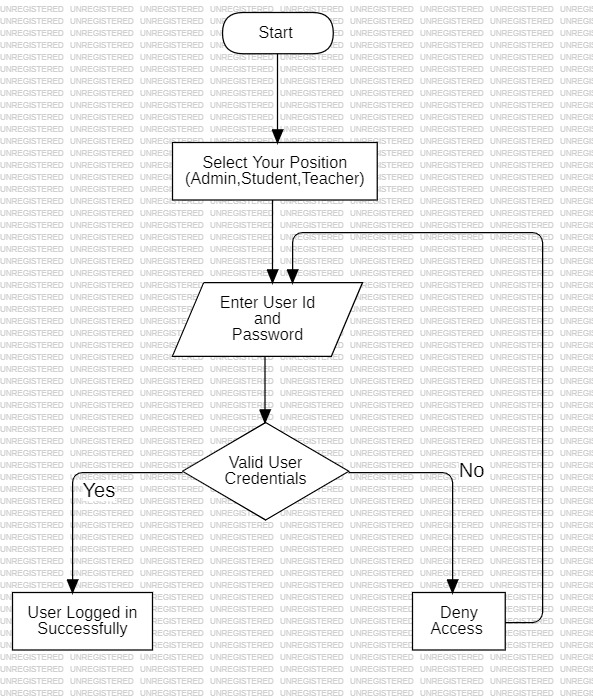 Start
Select Your Position
(Admin,Student,Teacher)
Enter User Id
and
Password
Valid User
Credentials
Yes
No
User Logged in
Successfully
Deny
Access
UNREGISTERED